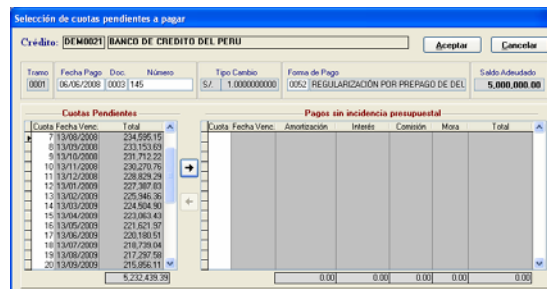 Selección de cuotas pendientes a pagar
Crédito: DEM0021 BANCO DE CREDITO DEL PERU
Aceptar Cancelar
Tramo Fecha Pago Doc. Número Tipo Cambio Forma de Pago Saldo Adeudado
0001 06/06/2008 0003 145 S/. 1.0000000000 0052 REGULARIZACIÓN POR PREPAGO DE DEL 5,000,000.00
Cuotas Pendientes Pagos sin incidencia presupuestal
Cuota Fecha Venc. Total Cuota Fecha Venc. Amortización Interés Comisión Mora Total
7 13/08/2008 234,595.15
8 13/09/2008 233,153.69
9 13/10/2008 231,712.22
10 13/11/2008 230,270.76
11 13/12/2008 228,829.29
12 13/01/2009 227,387.83
13 13/02/2009 225,946.36
14 13/03/2009 224,504.90
15 13/04/2009 223,063.43
16 13/05/2009 221,621.97
17 13/06/2009 220,180.51
18 13/07/2009 218,739.04
19 13/08/2009 217,297.58
20 13/09/2009 215,856.11
5,232,439.39 0.00 0.00 0.00 0.00 0.00